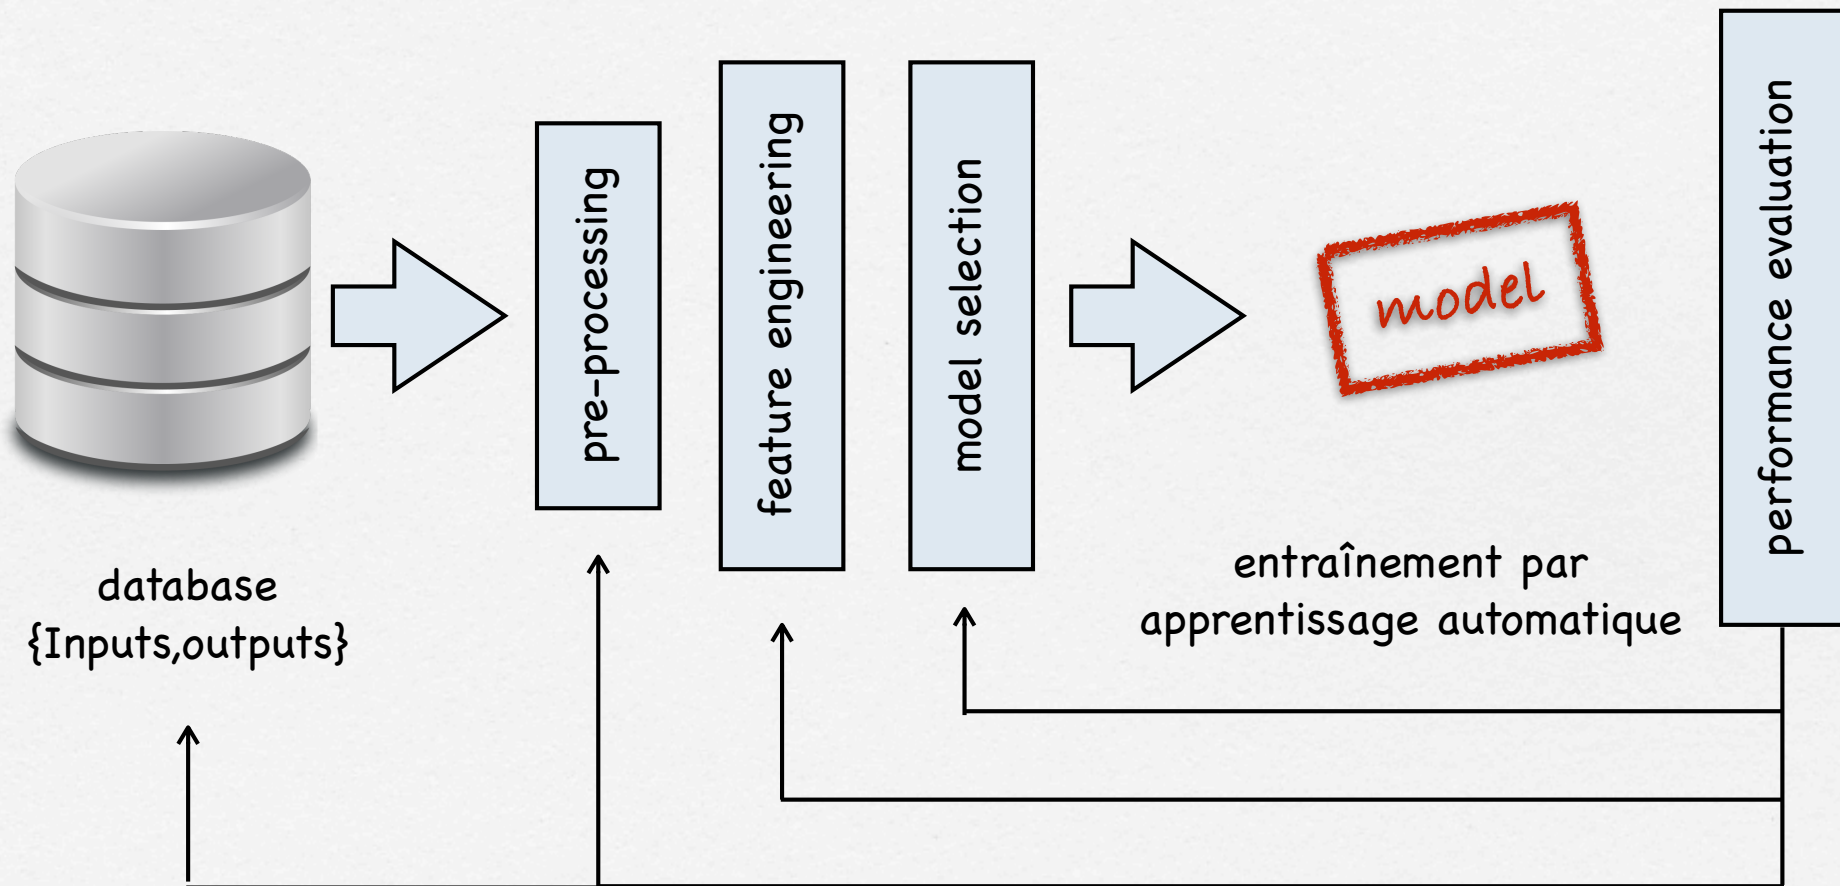 database
{Inputs,outputs}
pre-processing
feature engineering
model selection
model
entraînement par
apprentissage automatique
performance evaluation